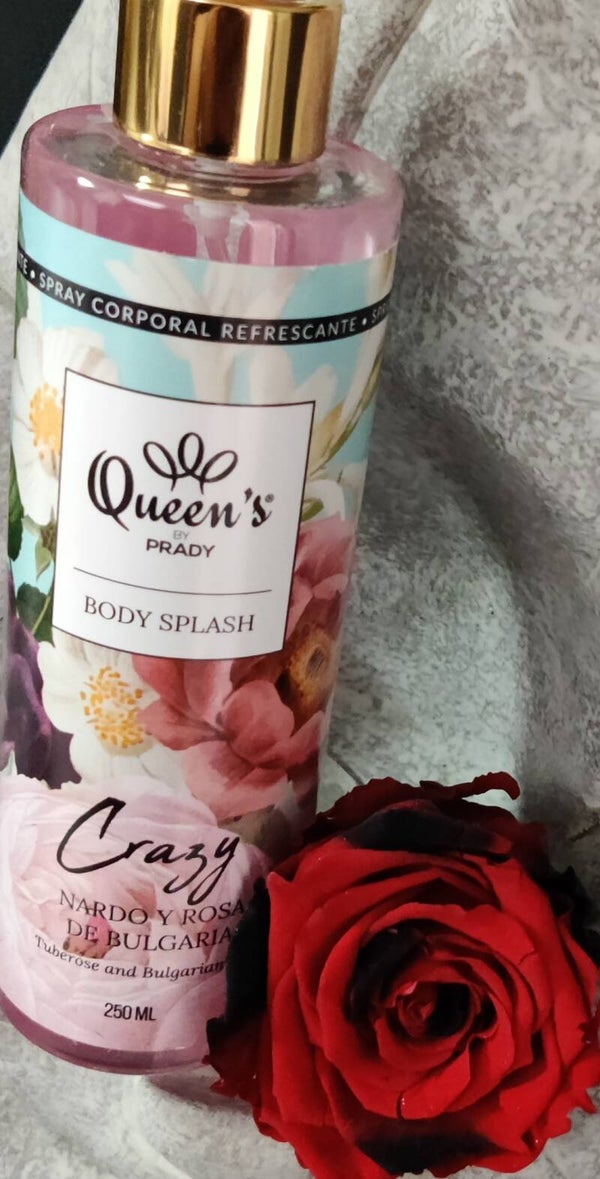 • SPRAY CORPORAL REFRESCANTE •
Queen's®
BY
PRADY
BODY SPLASH
Crazy
NARDO Y ROSA
DE BULGARIA
Tuberose and Bulgarian
250 ML